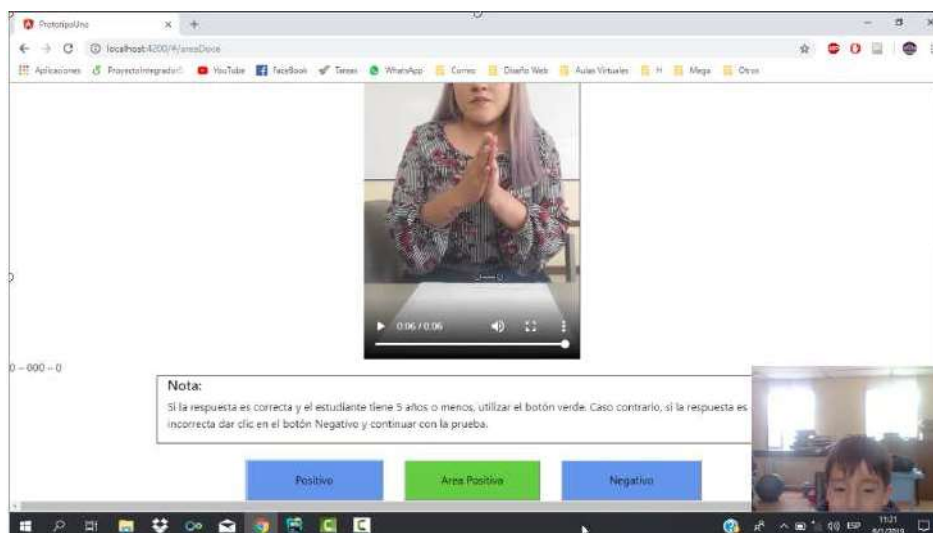 PrototipoUno
localhost:4200/#/areaDoce
Aplicaciones
YouTube
FaceBook
Tareas
WhatsApp
Correo
Diseño Web
Aulas Virtuales
H
Mega
Otros
0:06 / 0:06
0 – 000 – 0
Nota:
Si la respuesta es correcta y el estudiante tiene 5 años o menos, utilizar el botón verde. Caso contrario, si la respuesta es
incorrecta dar clic en el botón Negativo y continuar con la prueba.
Positivo
Area Positiva
Negativo
ESP
11:21